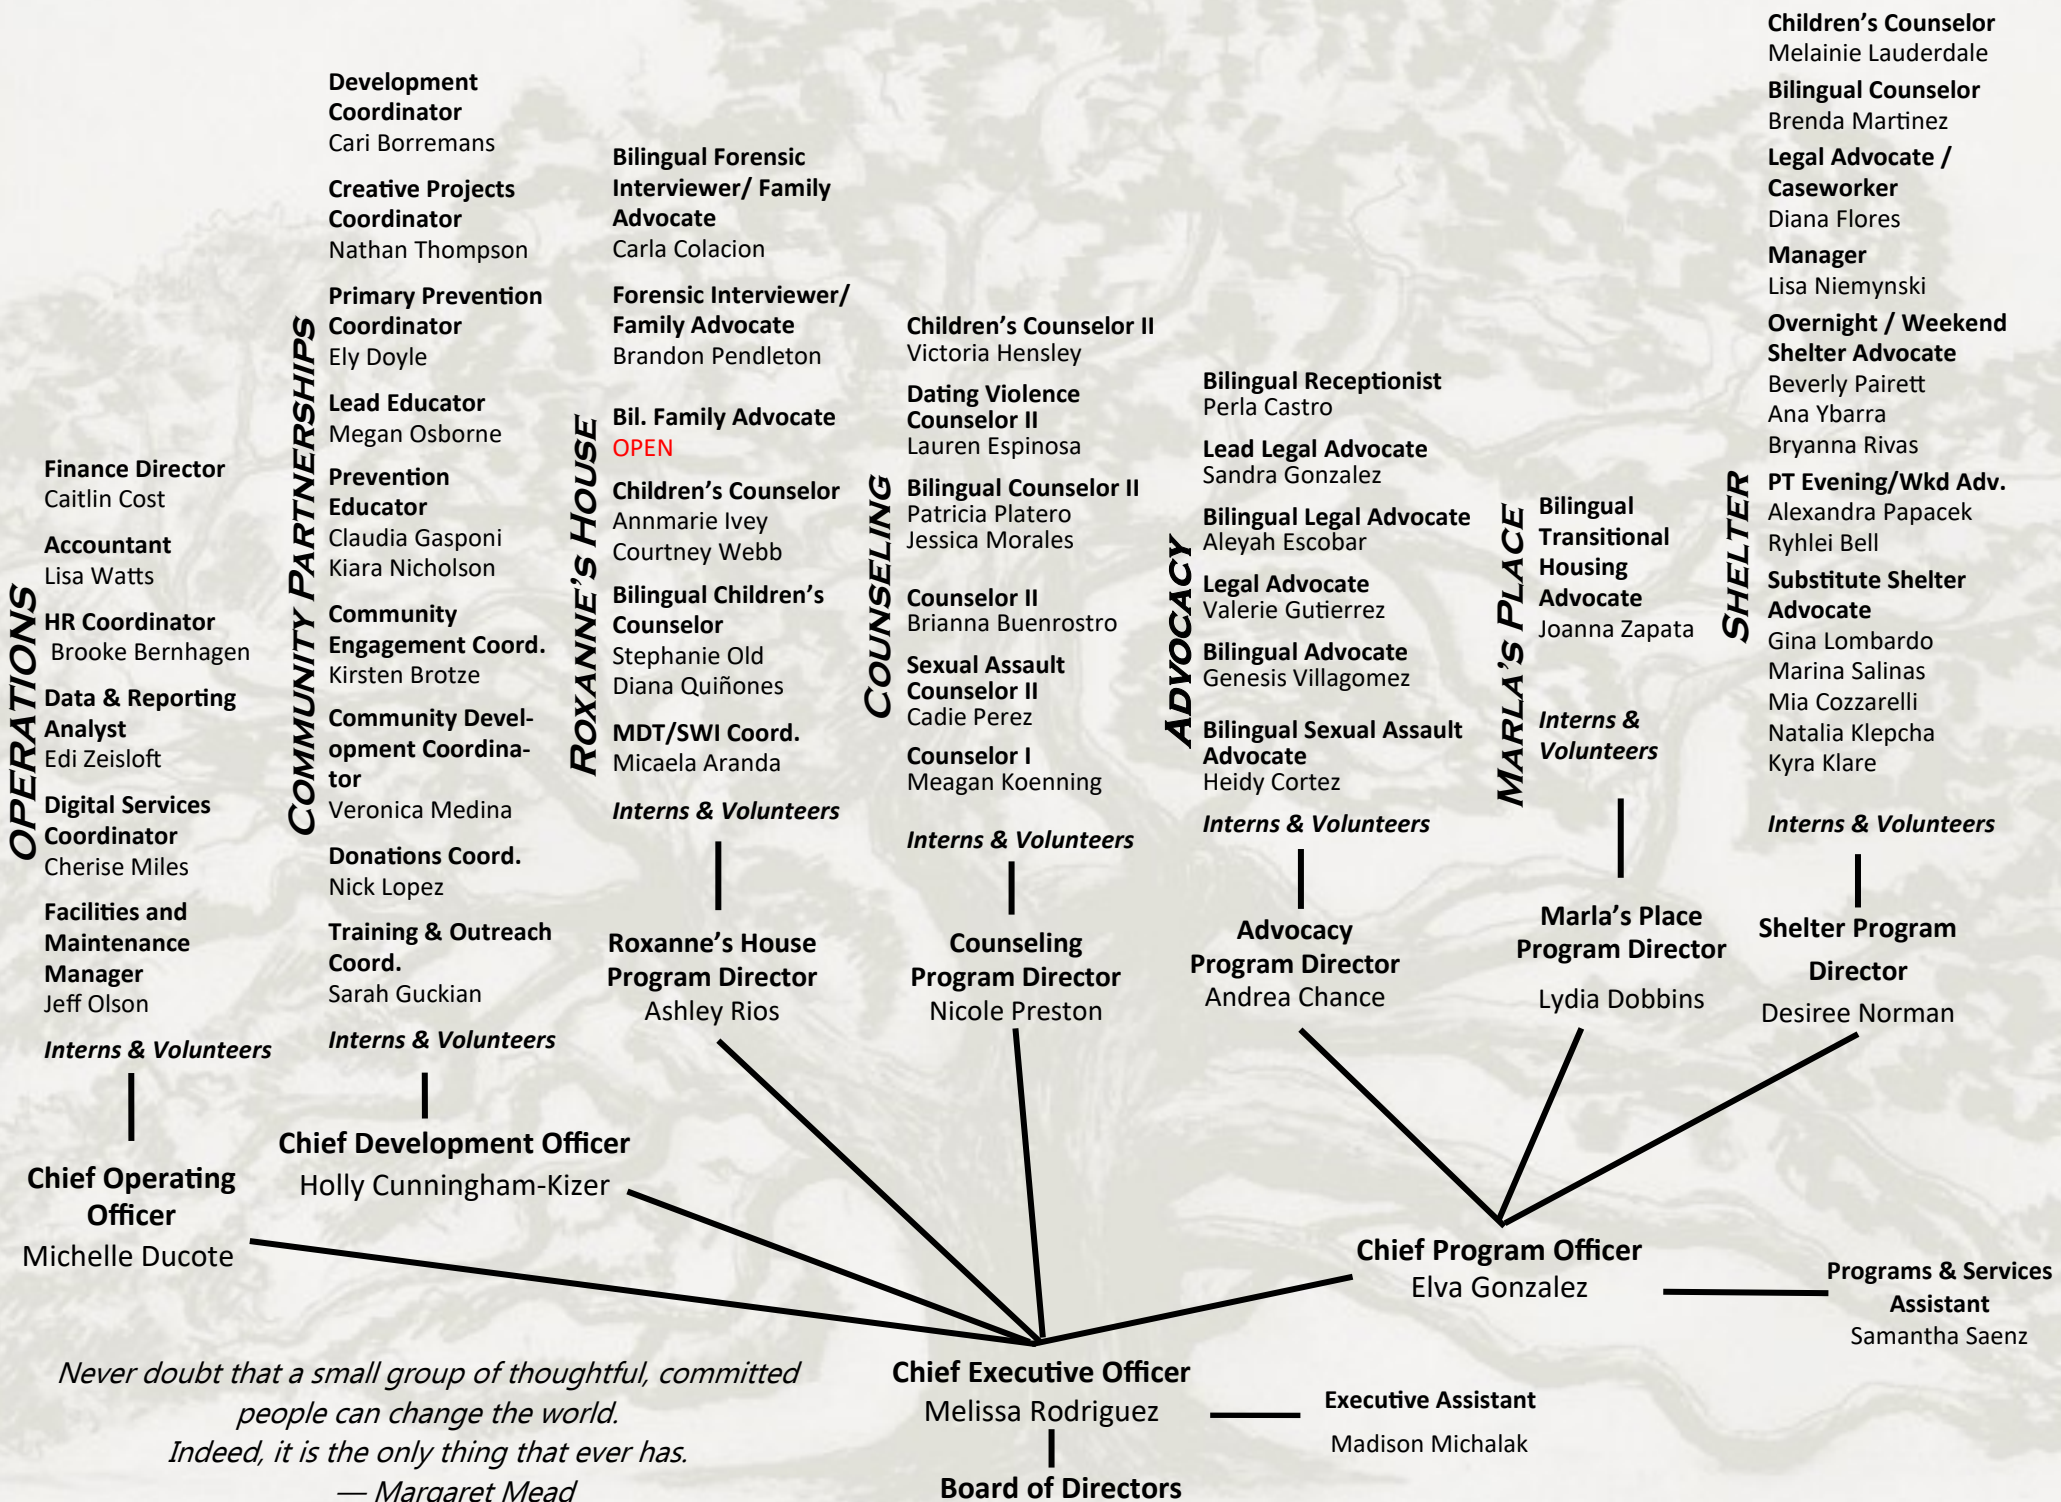 OPERATIONS
Finance Director
Caitlin Cost
Accountant
Lisa Watts
HR Coordinator
Brooke Bernhagen
Data & Reporting
Analyst
Edi Zeisloft
Digital Services
Coordinator
Cherise Miles
Facilities and
Maintenance
Manager
Jeff Olson
Interns & Volunteers
Chief Operating
Officer
Michelle Ducote
COMMUNITY PARTNERSHIPS
Development
Coordinator
Cari Borremans
Creative Projects
Coordinator
Nathan Thompson
Primary Prevention
Coordinator
Ely Doyle
Lead Educator
Megan Osborne
Prevention
Educator
Claudia Gasponi
Kiara Nicholson
Community
Engagement Coord.
Kirsten Brotze
Community Devel-
opment Coordina-
tor
Veronica Medina
Donations Coord.
Nick Lopez
Training & Outreach
Coord.
Sarah Guckian
Interns & Volunteers
Chief Development Officer
Holly Cunningham-Kizer
ROXANNE'S HOUSE
Bilingual Forensic
Interviewer/ Family
Advocate
Carla Colacion
Forensic Interviewer/
Family Advocate
Brandon Pendleton
Bil. Family Advocate
OPEN
Children's Counselor
Annmarie Ivey
Courtney Webb
Bilingual Children's
Counselor
Stephanie Old
Diana Quiñones
MDT/SWI Coord.
Micaela Aranda
Interns & Volunteers
Roxanne's House
Program Director
Ashley Rios
COUNSELING
Children's Counselor II
Victoria Hensley
Dating Violence
Counselor II
Lauren Espinosa
Bilingual Counselor II
Patricia Platero
Jessica Morales
Counselor II
Brianna Buenrostro
Sexual Assault
Counselor II
Cadie Perez
Counselor I
Meagan Koenning
Interns & Volunteers
Counseling
Program Director
Nicole Preston
ADVOCACY
Bilingual Receptionist
Perla Castro
Lead Legal Advocate
Sandra Gonzalez
Bilingual Legal Advocate
Aleyah Escobar
Legal Advocate
Valerie Gutierrez
Bilingual Advocate
Genesis Villagomez
Bilingual Sexual Assault
Advocate
Heidy Cortez
Interns & Volunteers
Advocacy
Program Director
Andrea Chance
MARLA'S PLACE
Bilingual
Transitional
Housing
Advocate
Joanna Zapata
Interns &
Volunteers
Marla's Place
Program Director
Lydia Dobbins
SHELTER
Children's Counselor
Melainie Lauderdale
Bilingual Counselor
Brenda Martinez
Legal Advocate /
Caseworker
Diana Flores
Manager
Lisa Niemynski
Overnight / Weekend
Shelter Advocate
Beverly Pairett
Ana Ybarra
Bryanna Rivas
PT Evening/Wkd Adv.
Alexandra Papacek
Ryhlei Bell
Substitute Shelter
Advocate
Gina Lombardo
Marina Salinas
Mia Cozzarelli
Natalia Klepcha
Kyra Klare
Interns & Volunteers
Shelter Program
Director
Desiree Norman
Chief Program Officer
Elva Gonzalez
Programs & Services
Assistant
Samantha Saenz
Chief Executive Officer
Melissa Rodriguez
Executive Assistant
Madison Michalak
Board of Directors
Never doubt that a small group of thoughtful, committed
people can change the world.
Indeed, it is the only thing that ever has.
— Margaret Mead